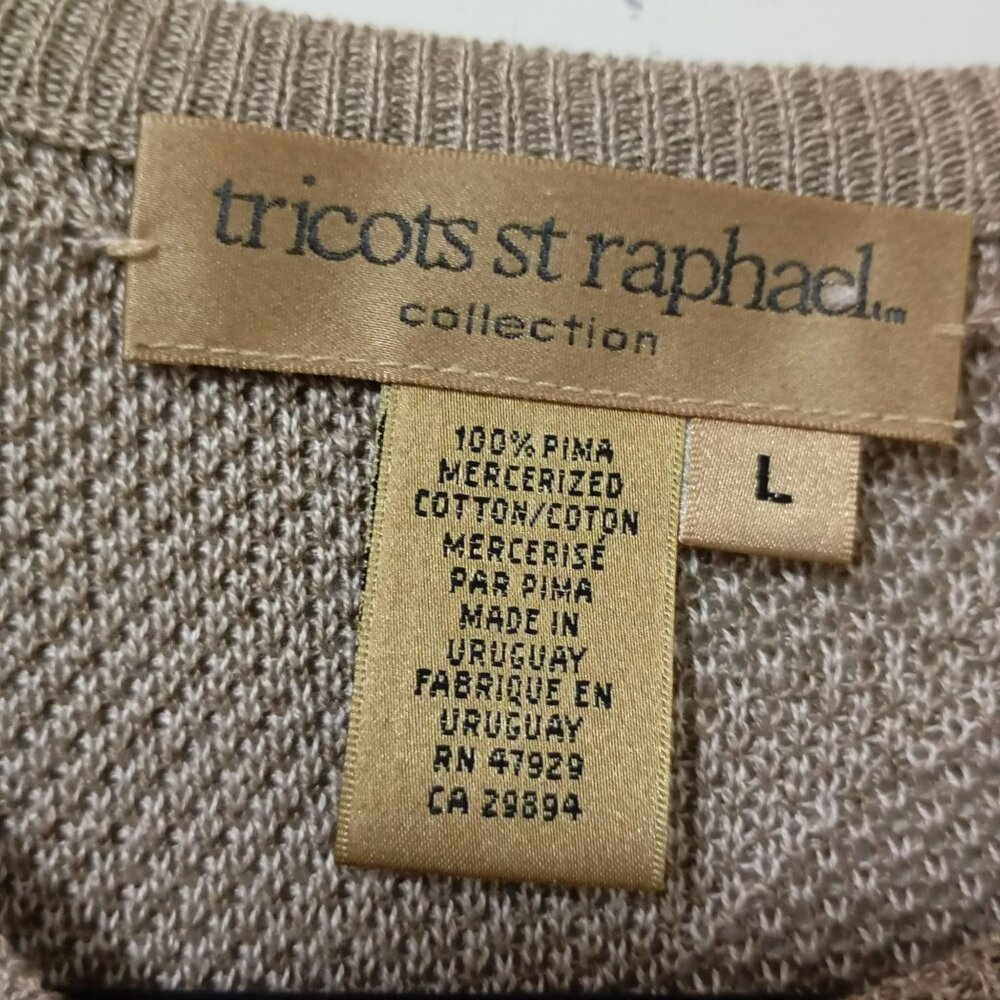 tricots st raphael tm
collection
L
100% PIMA
MERCERIZED
COTTON/COTON
MERCERISÉ
PAR PIMA
MADE IN
URUGUAY
FABRIQUE EN
URUGUAY
RN 47929
CA 29894